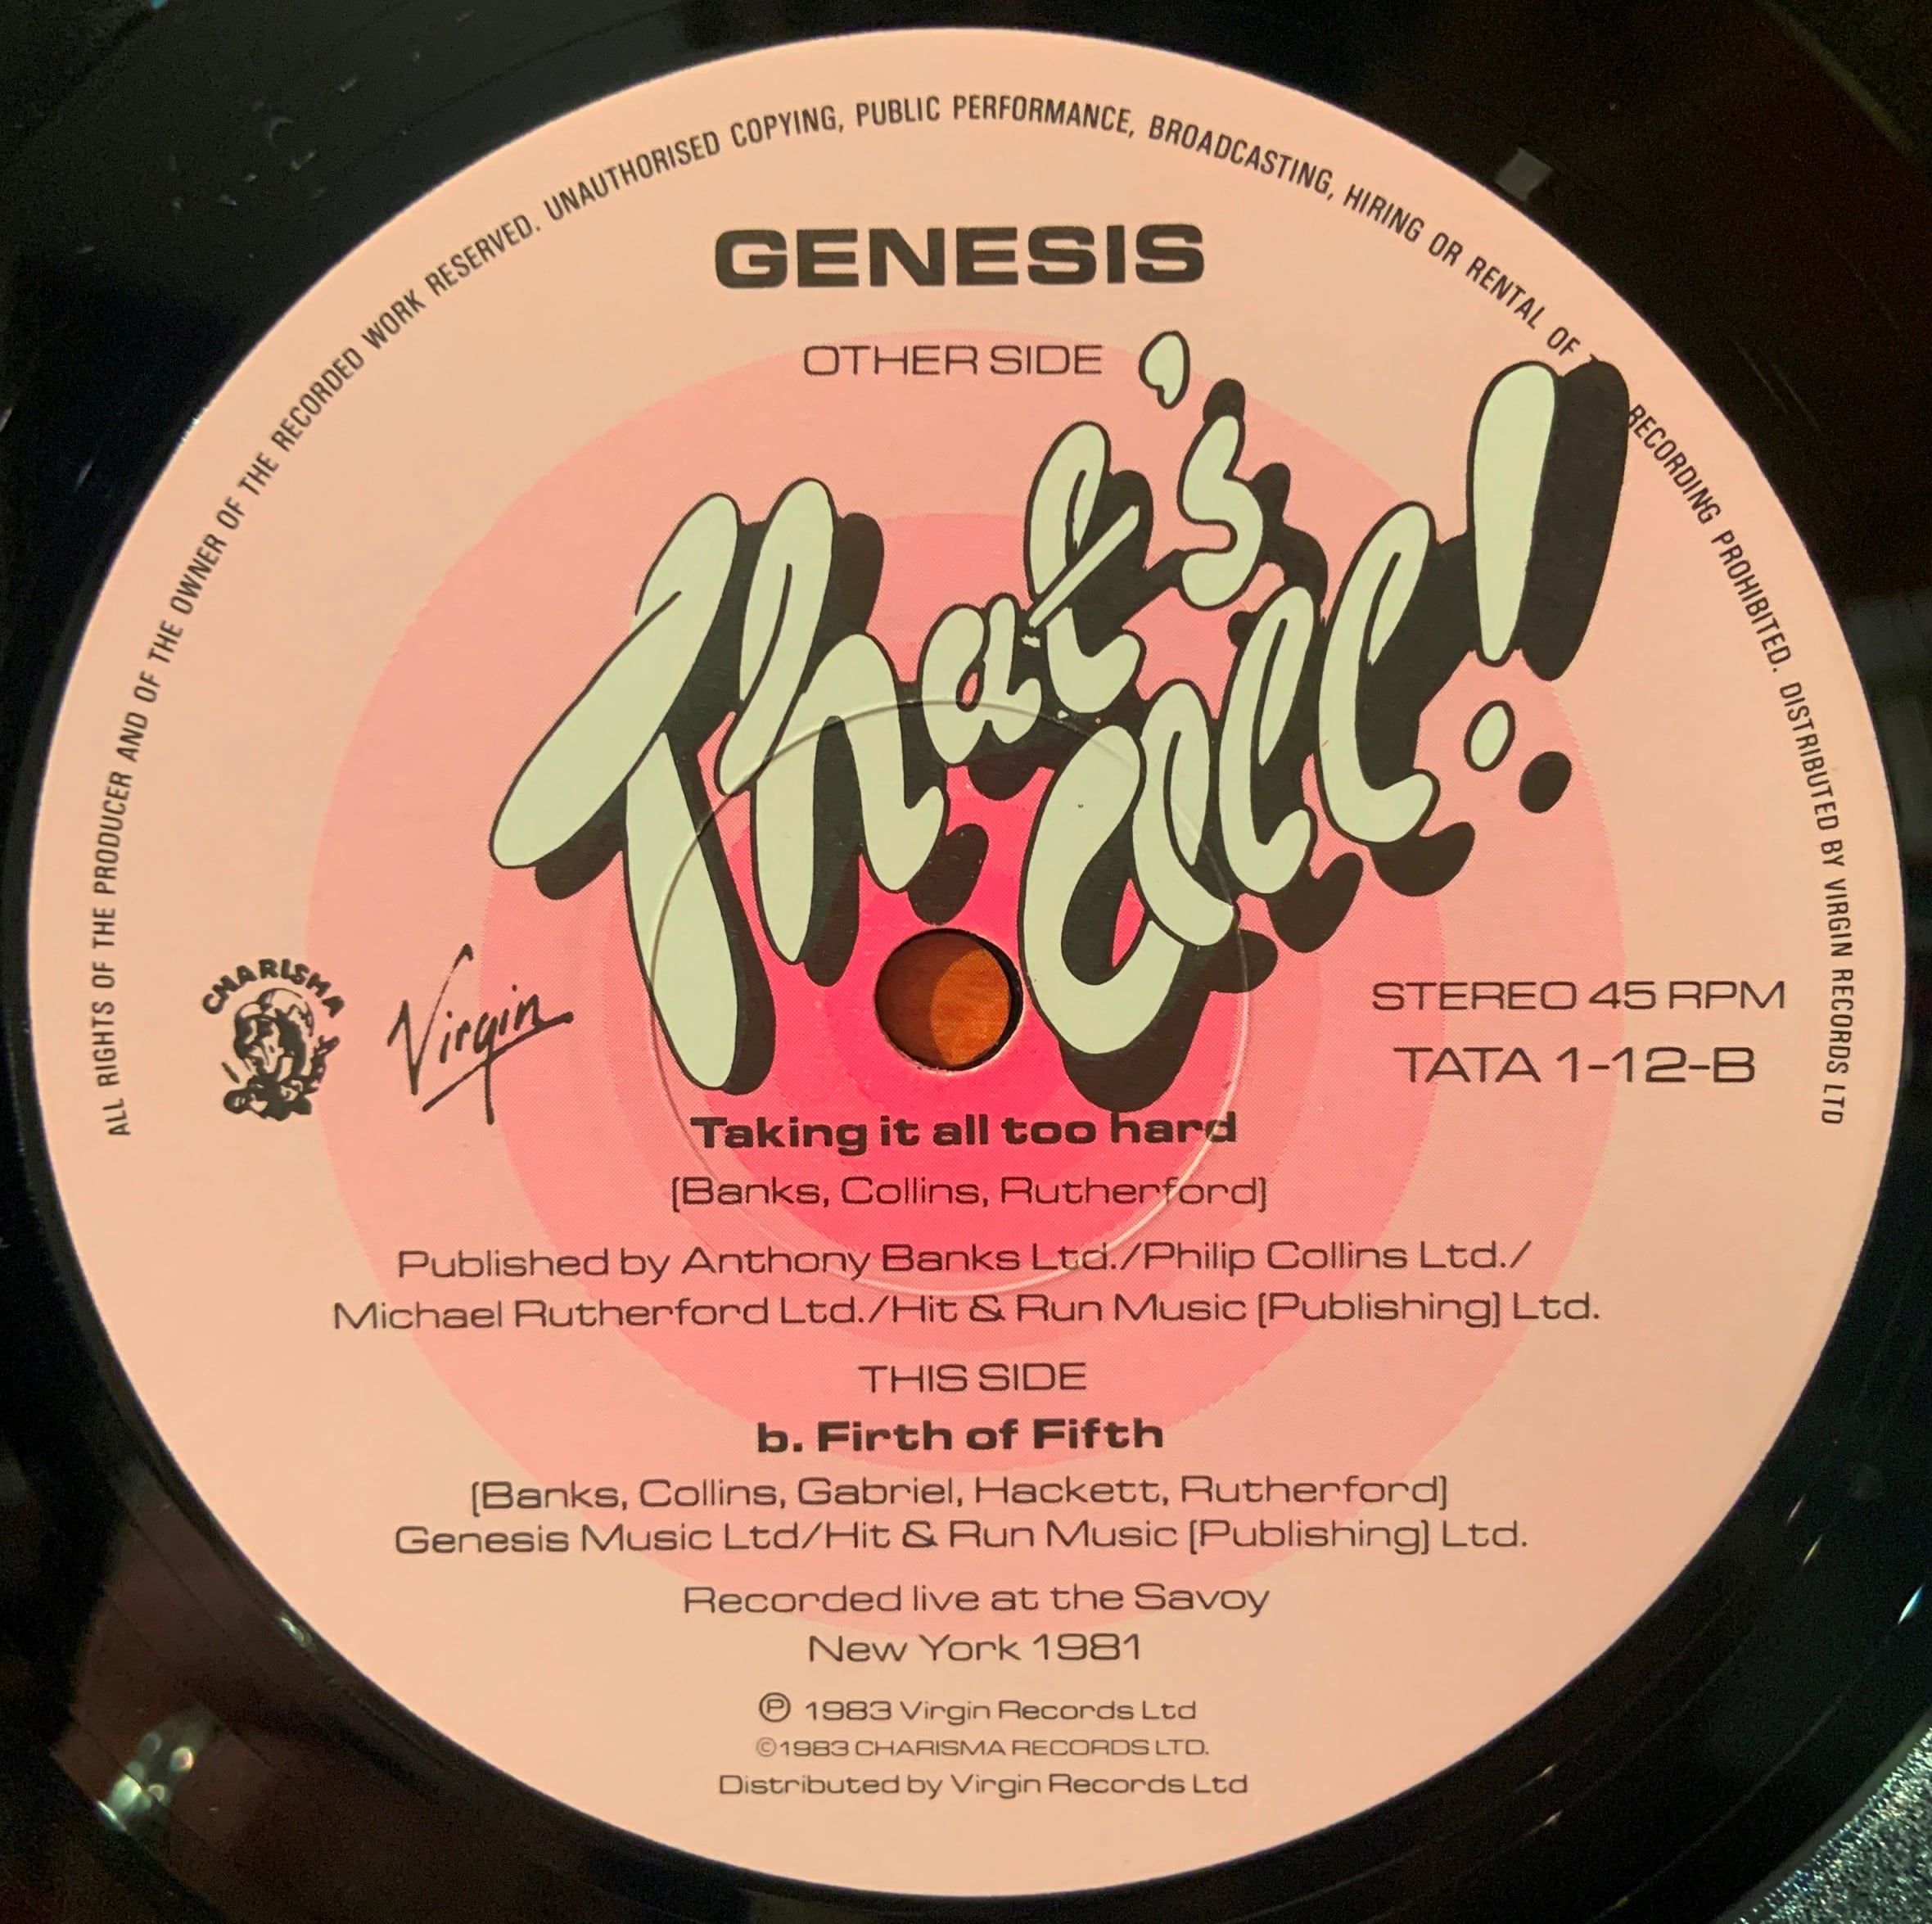 ALL RIGHTS OF THE PRODUCER AND OF THE OWNER OF THE RECORDED WORK RESERVED. UNAUTHORISED COPYING, PUBLIC PERFORMANCE, BROADCASTING, HIRING OR RENTAL OF RECORDING PROHIBITED. DISTRIBUTED BY VIRGIN RECORDS LTD
GENESIS
OTHER SIDE
That's All!
CHARISMA
Virgin
STEREO 45 RPM
TATA 1-12-B
Taking it all too hard
[Banks, Collins, Rutherford]
Published by Anthony Banks Ltd./Philip Collins Ltd./
Michael Rutherford Ltd./Hit & Run Music [Publishing] Ltd.
THIS SIDE
b. Firth of Fifth
[Banks, Collins, Gabriel, Hackett, Rutherford]
Genesis Music Ltd/Hit & Run Music [Publishing] Ltd.
Recorded live at the Savoy
New York 1981
Ⓟ 1983 Virgin Records Ltd
©1983 CHARISMA RECORDS LTD.
Distributed by Virgin Records Ltd